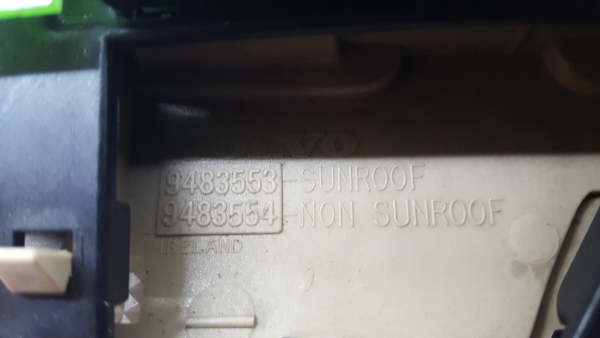 VOLVO
9483553-SUNROOF
9483554-NON SUNROOF
IRELAND